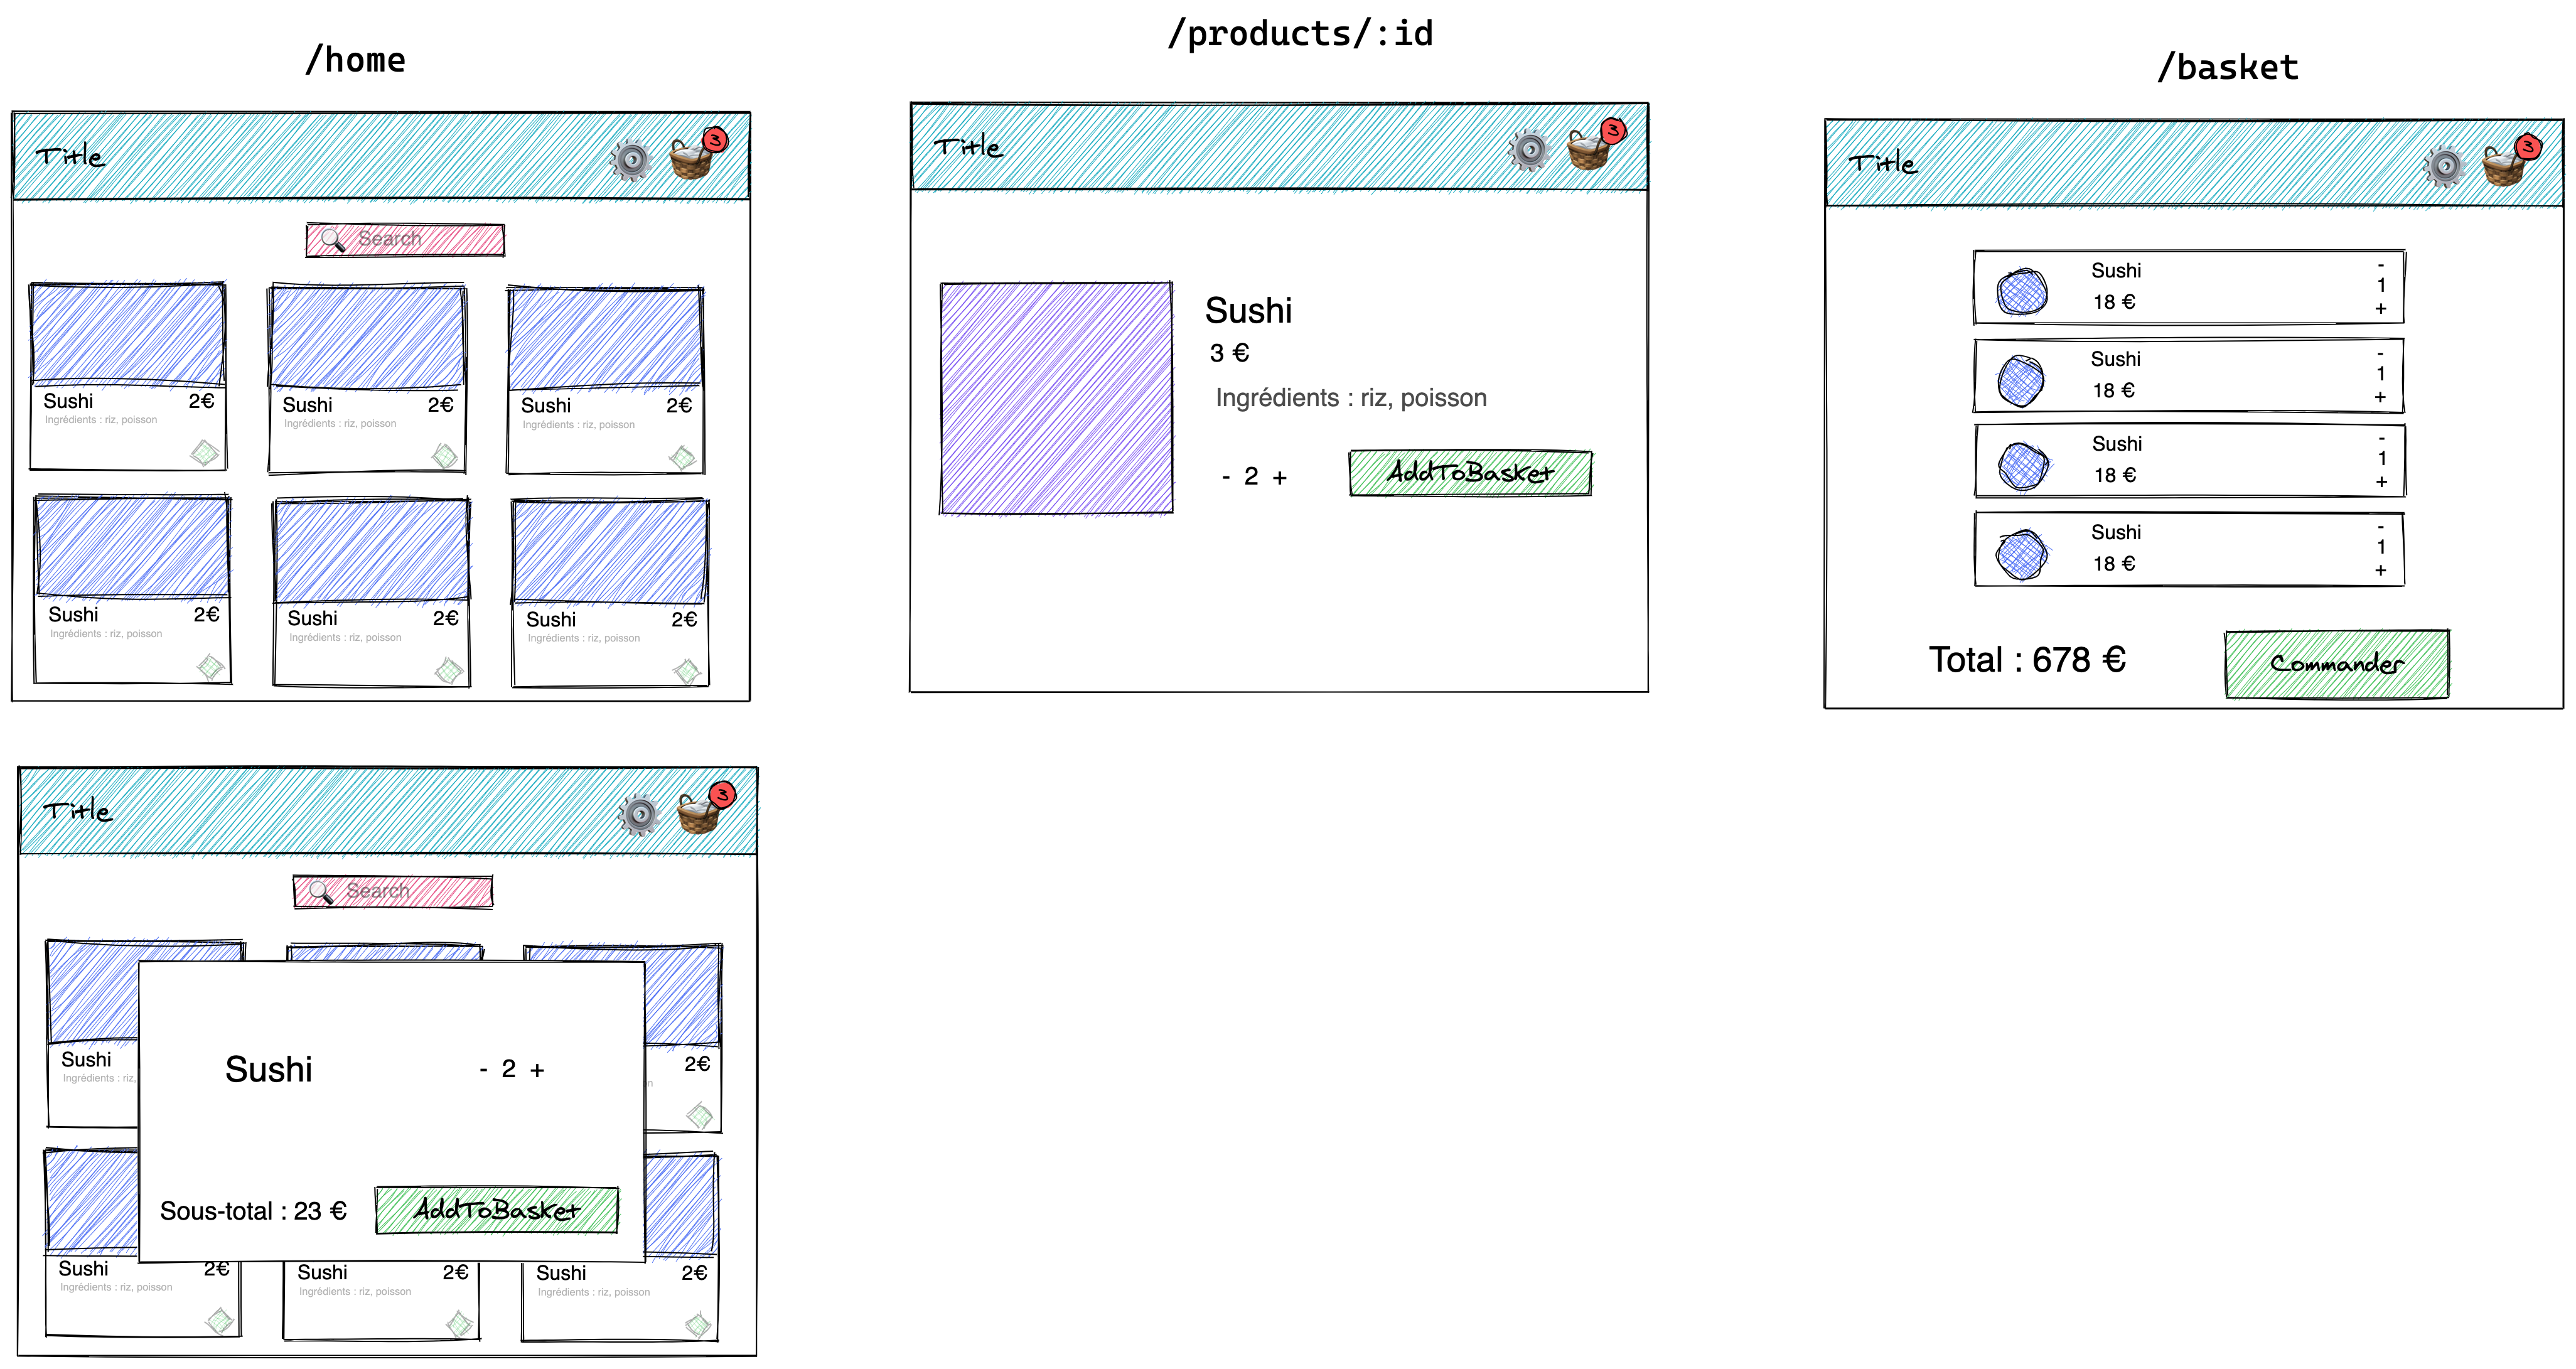 /home
Title
3
Search
Sushi 2€
Ingrédients : riz, poisson
Sushi 2€
Ingrédients : riz, poisson
Sushi 2€
Ingrédients : riz, poisson
Sushi 2€
Ingrédients : riz, poisson
Sushi 2€
Ingrédients : riz, poisson
Sushi 2€
Ingrédients : riz, poisson
/products/:id
Title
3
Sushi
3 €
Ingrédients : riz, poisson
- 2 +
AddToBasket
/basket
Title
3
Sushi
18 €
-
1
+
Sushi
18 €
-
1
+
Sushi
18 €
-
1
+
Sushi
18 €
-
1
+
Total : 678 €
Commander
Title
3
Search
Sushi
Ingrédients : riz,
2€
Sushi
- 2 +
Sous-total : 23 €
AddToBasket
Sushi 2€
Ingrédients : riz, poisson
Sushi 2€
Ingrédients : riz, poisson
Sushi 2€
Ingrédients : riz, poisson